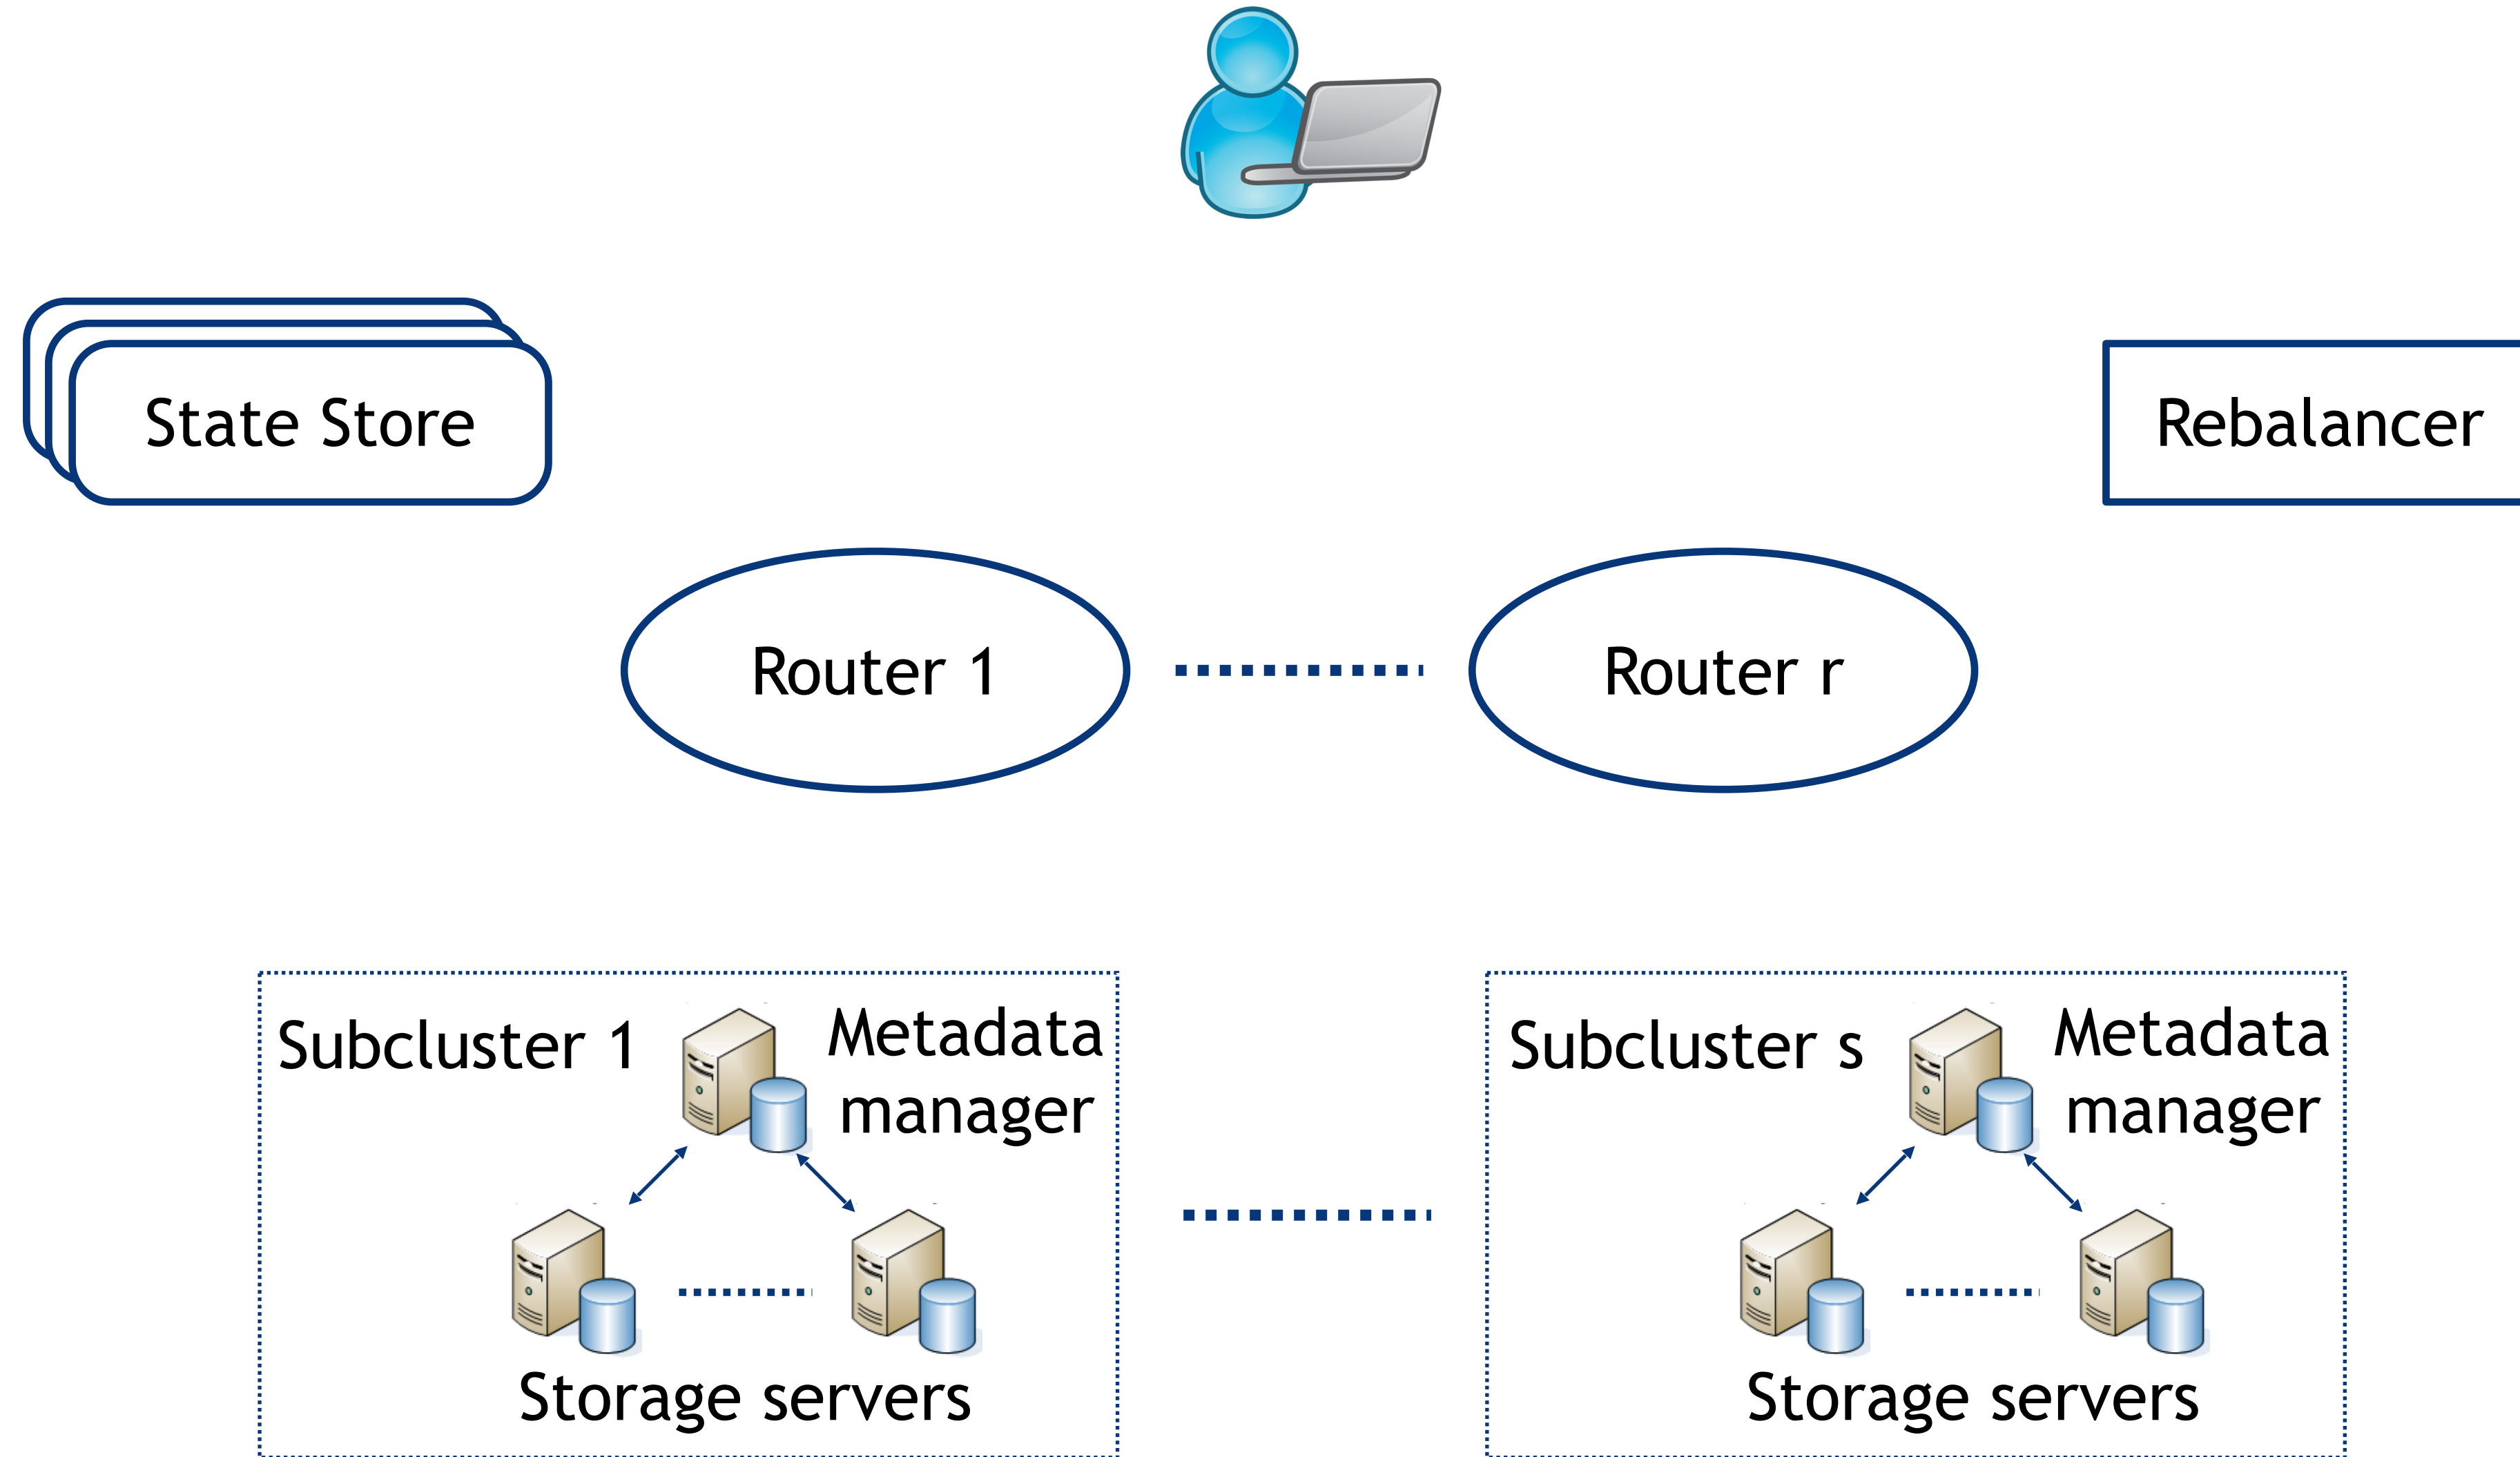 State Store
Rebalancer
Router 1
Router r
Subcluster 1
Metadata
manager
Storage servers
Subcluster s
Metadata
manager
Storage servers